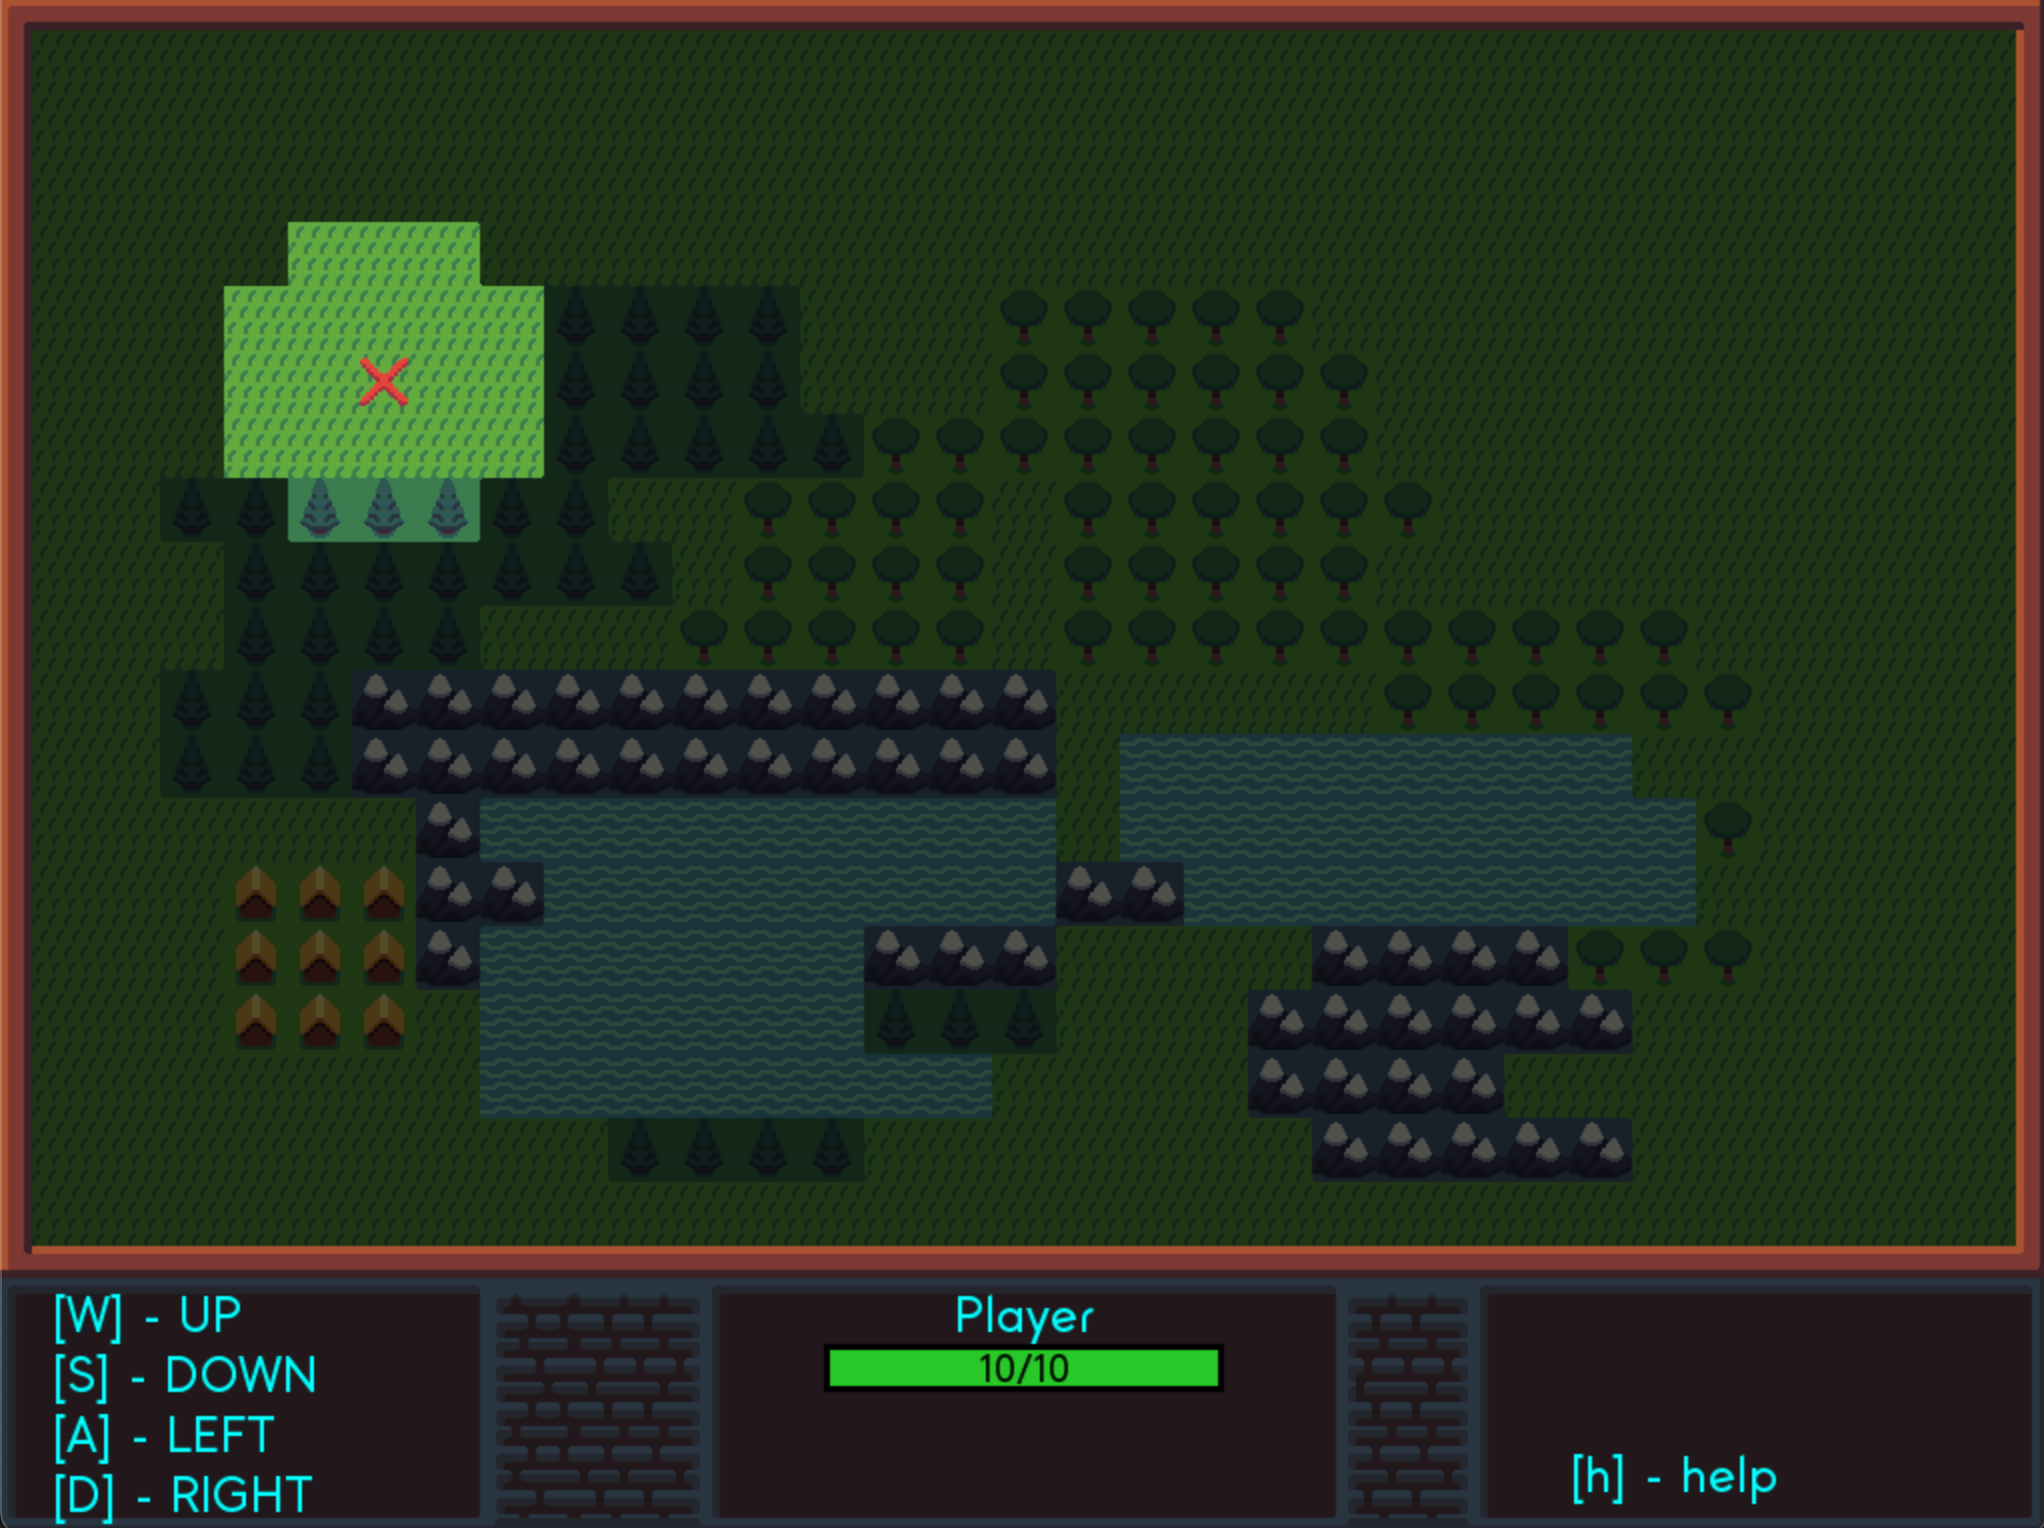 [W] - UP
[S] - DOWN
[A] - LEFT
[D] - RIGHT
Player
10/10
[h] - help